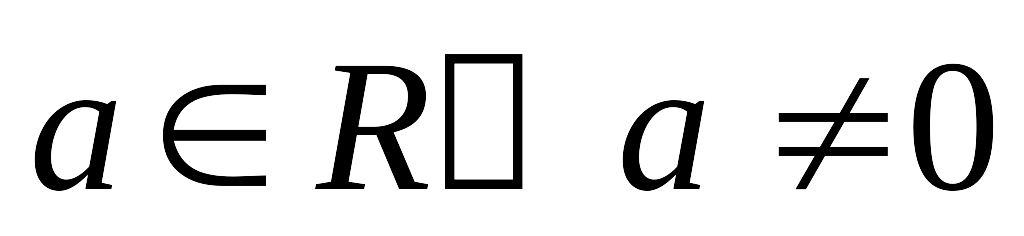 a ∈ R▯ a ≠ 0